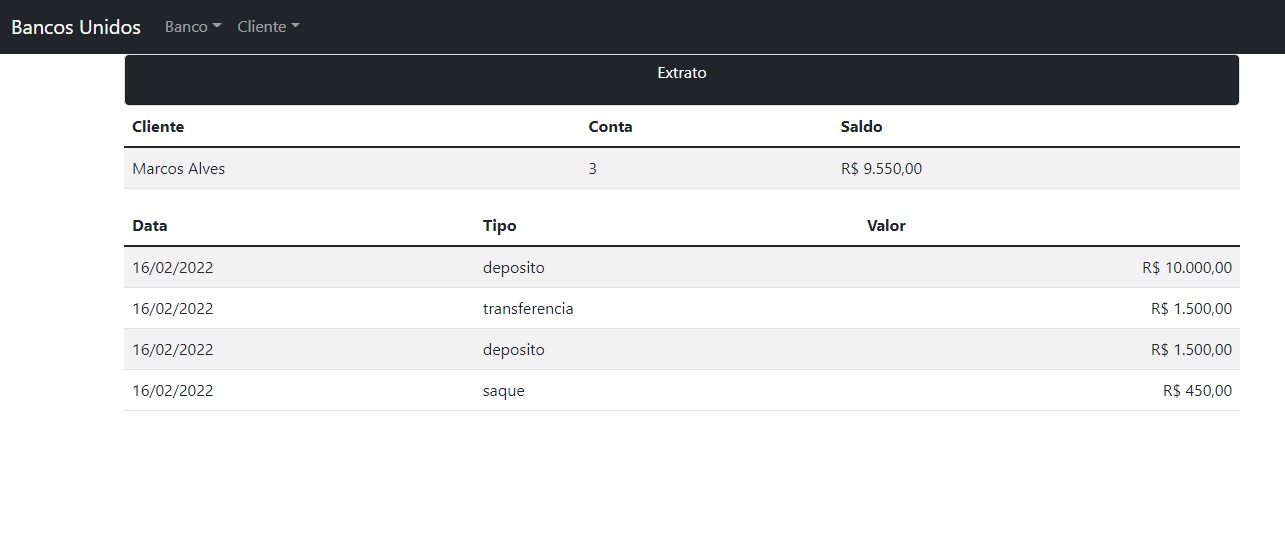 Bancos Unidos Banco Cliente
Extrato
Cliente Conta Saldo
Marcos Alves 3 R$ 9.550,00
Data Tipo Valor
16/02/2022 deposito R$ 10.000,00
16/02/2022 transferencia R$ 1.500,00
16/02/2022 deposito R$ 1.500,00
16/02/2022 saque R$ 450,00